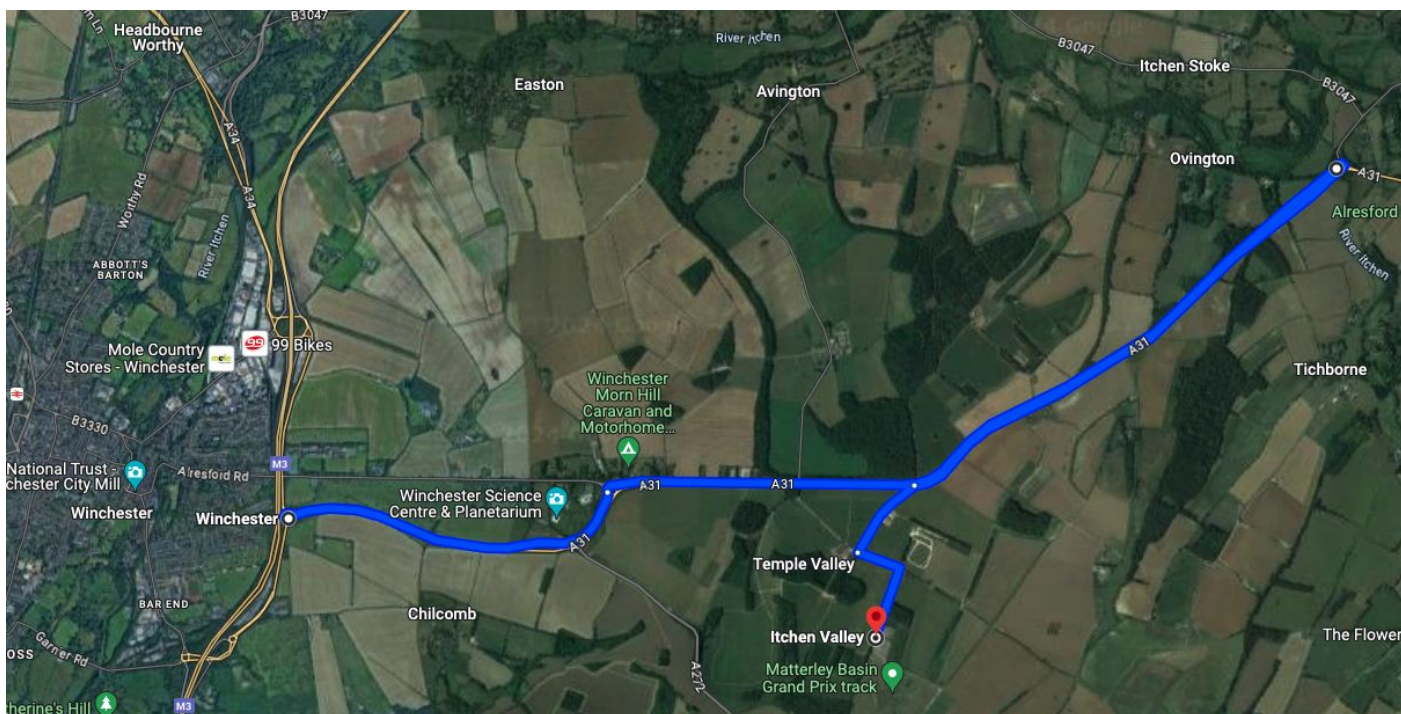 B3047
Headbourne
Worthy
River Itchen
B3047
Itchen Stoke
Easton
Avington
B3047
A34
Ovington
A31
Worthy Rd
A34
Alresford
River Itchen
River Itchen
ABBOTT'S
BARTON
99 Bikes
Mole Country
Stores - Winchester
A31
Tichborne
Winchester
Morn Hill
Caravan and
Motorhome...
B3330
M3
National Trust -
chester City Mill
Alresford Rd
Winchester Science
Centre & Planetarium
A31
A31
Winchester
Winchester
A31
Temple Valley
BAR END
Chilcomb
Itchen Valley
The Flower
Garner Rd
OSS
A272
Matterley Basin
Grand Prix track
M3
therine's Hill